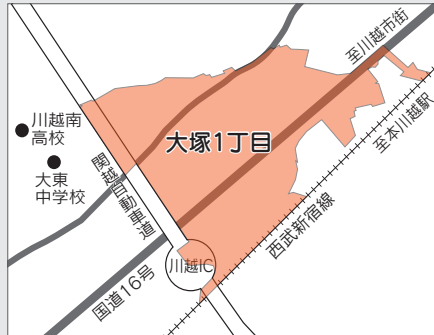 至川越市街
川越南
高校
大塚1丁目
至本川越駅
大東
中学校
関越自動車道
西武新宿線
川越IC
国道16号